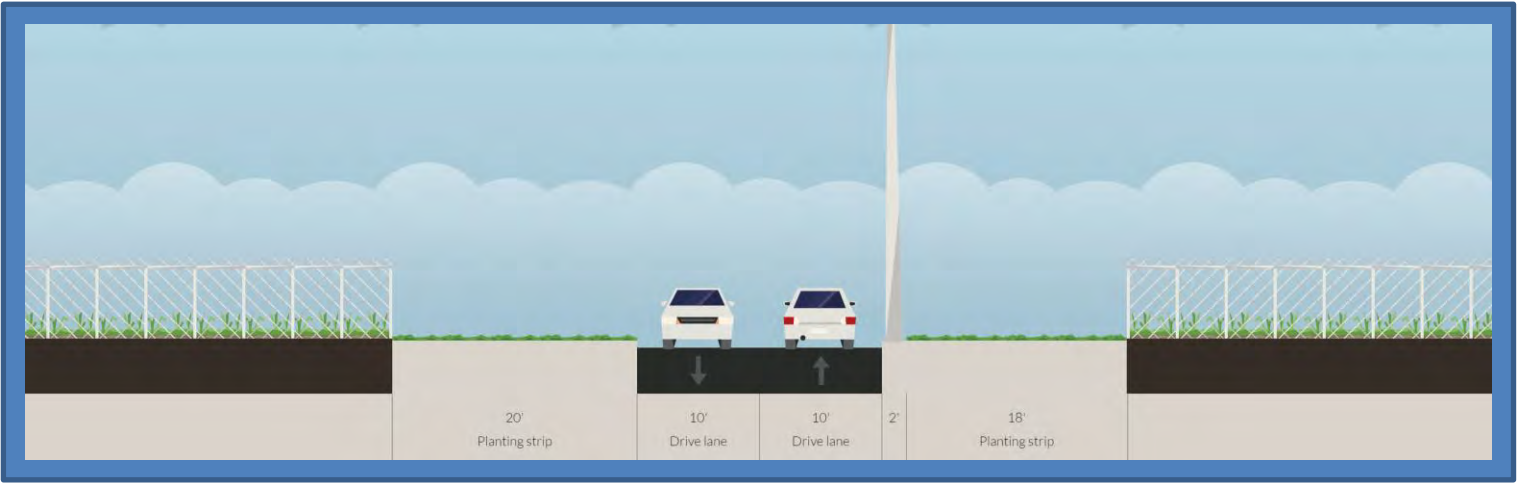 20' 10' 10' 2' 18'
Planting strip Drive lane Drive lane Planting strip